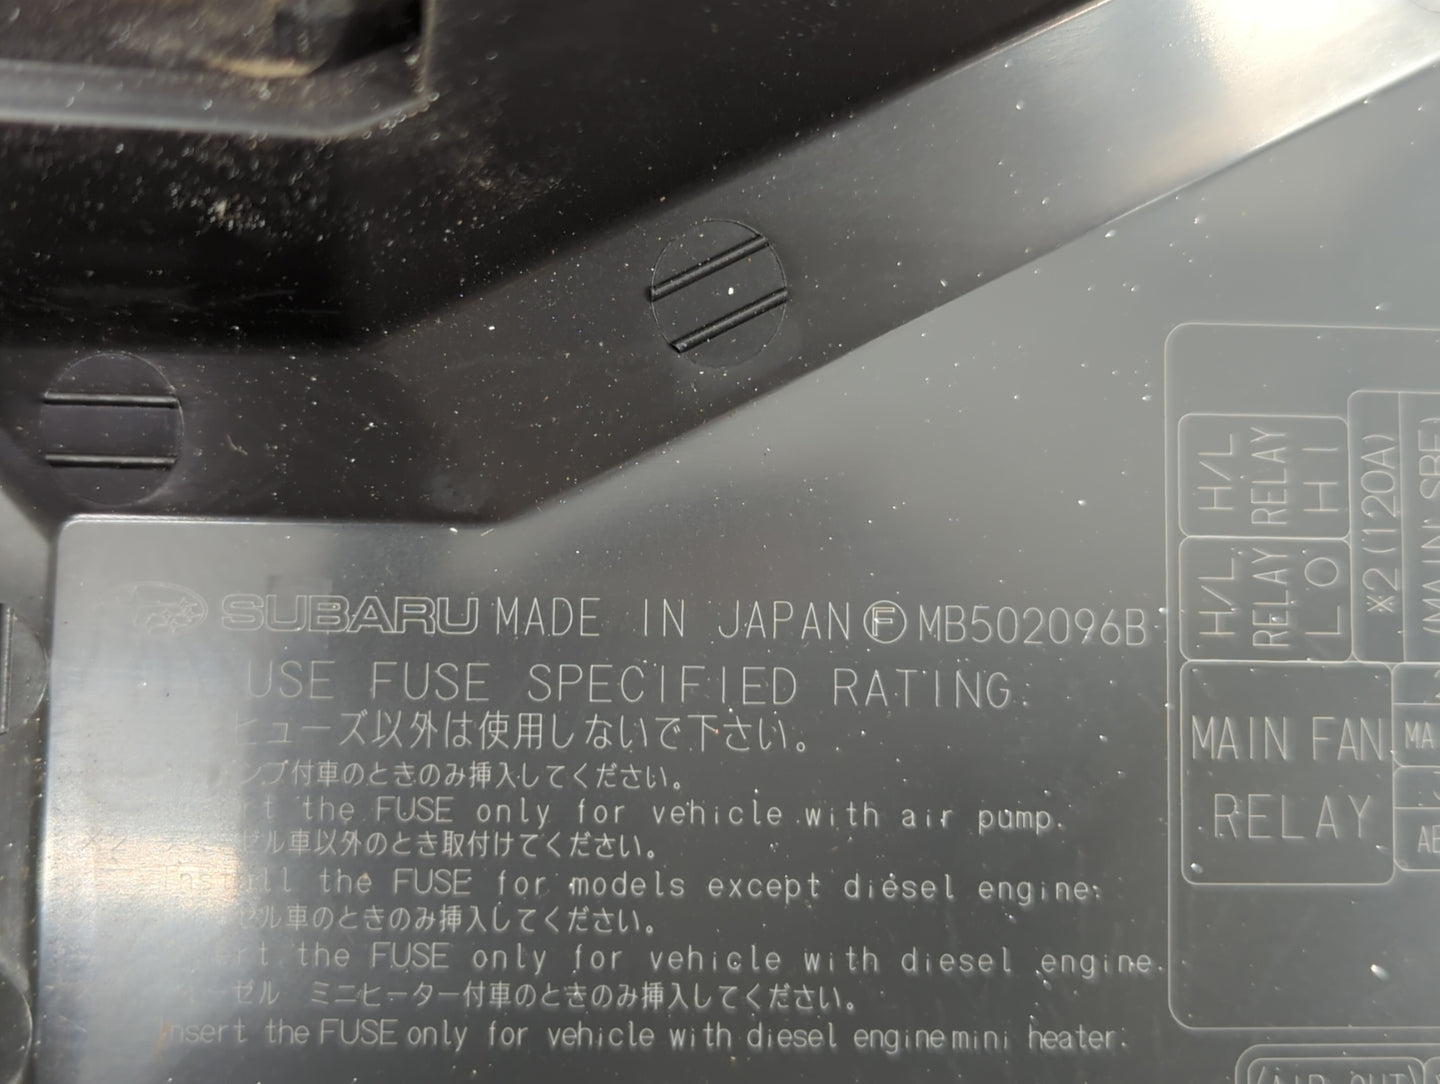 SUBARU MADE IN JAPAN Ⓕ MB502096B
USE FUSE SPECIFIED RATING.
ヒューズ以外は使用しないで下さい。
ンプ付車のときのみ挿入してください。
the FUSE only for vehicle with air pump.
ゼル車以外のとき取付けてください。
Install the FUSE for models except diesel engine.
ゼル車のときのみ挿入してください。
the FUSE only for vehicle with diesel engine.
ーゼル ミニヒーター付車のときのみ挿入してください。
Insert the FUSE only for vehicle with diesel engine mini heater.
H/L RELAY HI
H/L RELAY LO
※2 (120A)
MAIN FAN
RELAY
MA